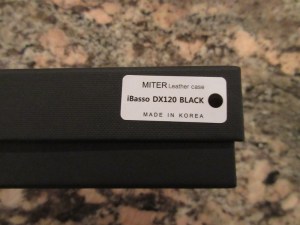 MITER Leather case
iBasso DX120 BLACK
MADE IN KOREA